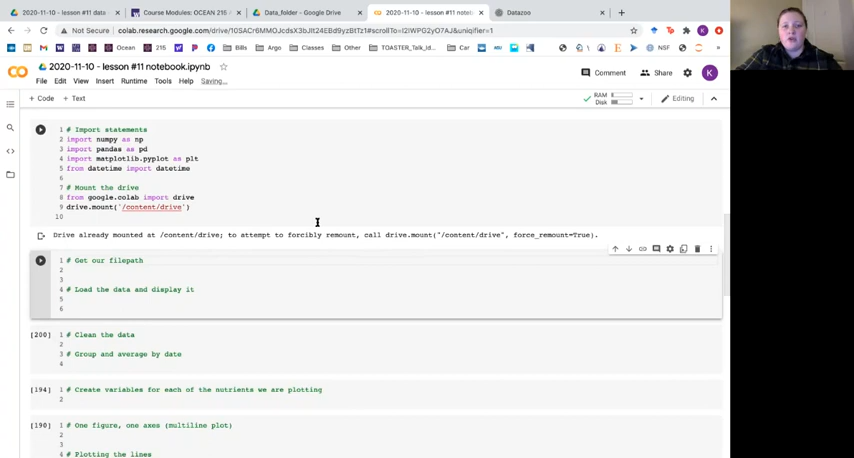 2020-11-10 - lesson #11 data
Course Modules: OCEAN 216
Data_folder - Google Drive
2020-11-10 - lesson #11 noteb
Datazoo
Not Secure
colab.research.google.com/drive/
Bills
Argo
Classes
Other
TOASTER_Talk_Id...
Car
NSF
Ocean
215
2020-11-10 - lesson #11 notebook.ipynb
Comment
Share
K
File Edit View Insert Runtime Tools Help Saving...
+ Code + Text
RAM
Disk
Editing
1 # Import statements
2 import numpy as np
3 import pandas as pd
4 import matplotlib.pyplot as plt
5 from datetime import datetime
6
7 # Mount the drive
8 from google.colab import drive
9 drive.mount('/content/drive')
10
Drive already mounted at /content/drive; to attempt to forcibly remount, call drive.mount("/content/drive", force_remount=True).
1 # Get our filepath
2
3
4 # Load the data and display it
5
6
[200] 1 # Clean the data
2
3 # Group and average by date
4
[194] 1 # Create variables for each of the nutrients we are plotting
2
[190] 1 # One figure, one axes (multiline plot)
2
3
4 # Plotting the lines